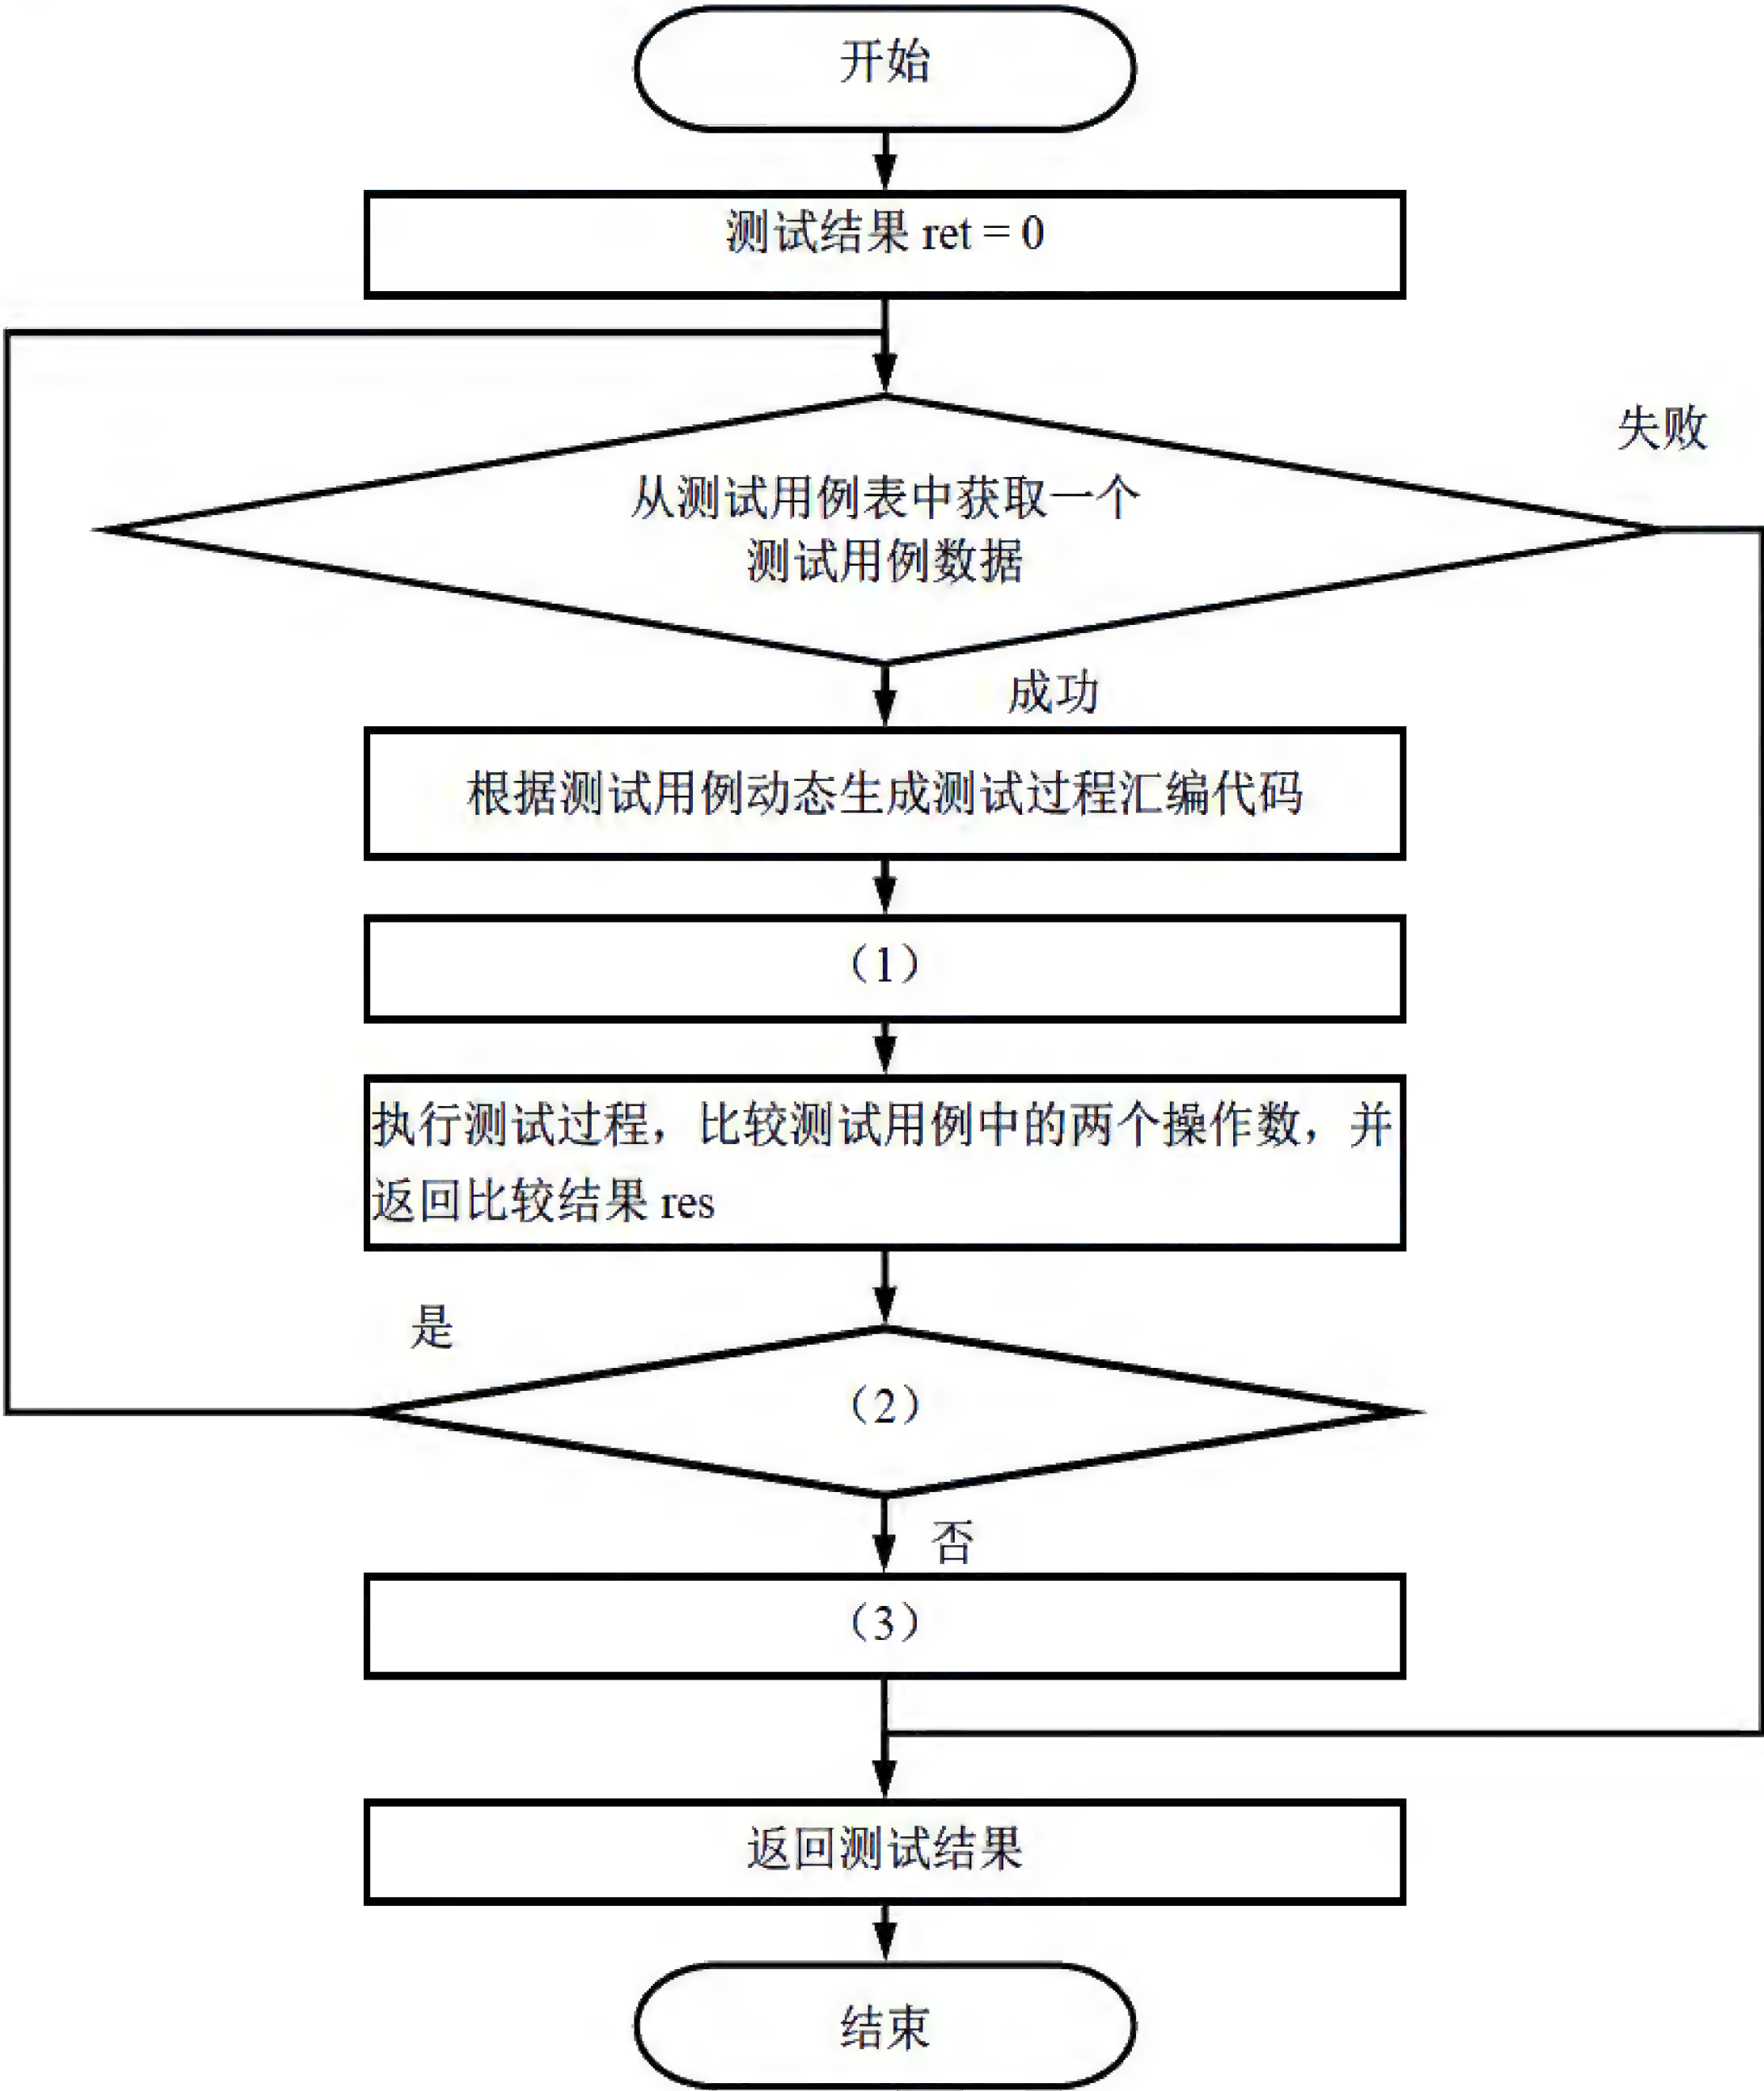 开始
测试结果 ret = 0
失败
从测试用例表中获取一个
测试用例数据
成功
根据测试用例动态生成测试过程汇编代码
（1）
执行测试过程，比较测试用例中的两个操作数，并
返回比较结果 res
是
（2）
否
（3）
返回测试结果
结束